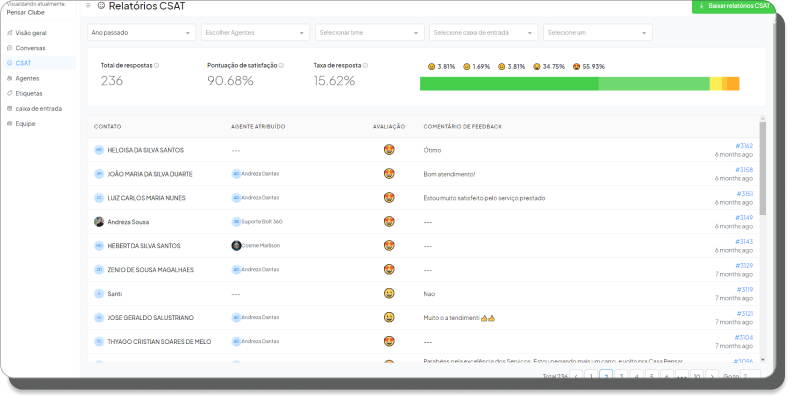 Visualizando atualmente:
Pensar Clube
Relatórios CSAT
Baixar relatórios CSAT
Visão geral
Conversas
CSAT
Agentes
Etiquetas
caixa de entrada
Equipe
Ano passado
Escolher Agentes
Selecionar time
Selecione caixa de entrada
Selecione um
Total de respostas
236
Pontuação de satisfação
90.68%
Taxa de resposta
15.62%
3.81% 1.69% 3.81% 34.75% 55.93%
CONTATO AGENTE ATRIBUÍDO AVALIAÇÃO COMENTÁRIO DE FEEDBACK
HELOISA DA SILVA SANTOS --- Ótimo #3162
6 months ago
JOÃO MARIA DA SILVA DUARTE Andreza Dantas Bom atendimento! #3158
6 months ago
LUIZ CARLOS MARIA NUNES Andreza Dantas Estou muito satisfeito pelo serviço prestado #3151
6 months ago
Andreza Sousa Suporte Bolt 360 --- #3149
6 months ago
HEBERT DA SILVA SANTOS Cosme Marlison --- #3143
6 months ago
ZENIO DE SOUSA MAGALHAES Andreza Dantas --- #3129
7 months ago
Santi --- Nao #3119
7 months ago
JOSE GERALDO SALUSTRIANO Andreza Dantas Muito o a tendimenti 👍👍 #3121
7 months ago
THYAGO CRISTIAN SOARES DE MELO Andreza Dantas --- #3104
7 months ago
Parabéns pela excelência dos Serviços. Estou pegando mais um carro, e volto pra Casa Pensar. #3096
Total 236 < 1 2 3 4 5 6 ••• 10 > Go to 2